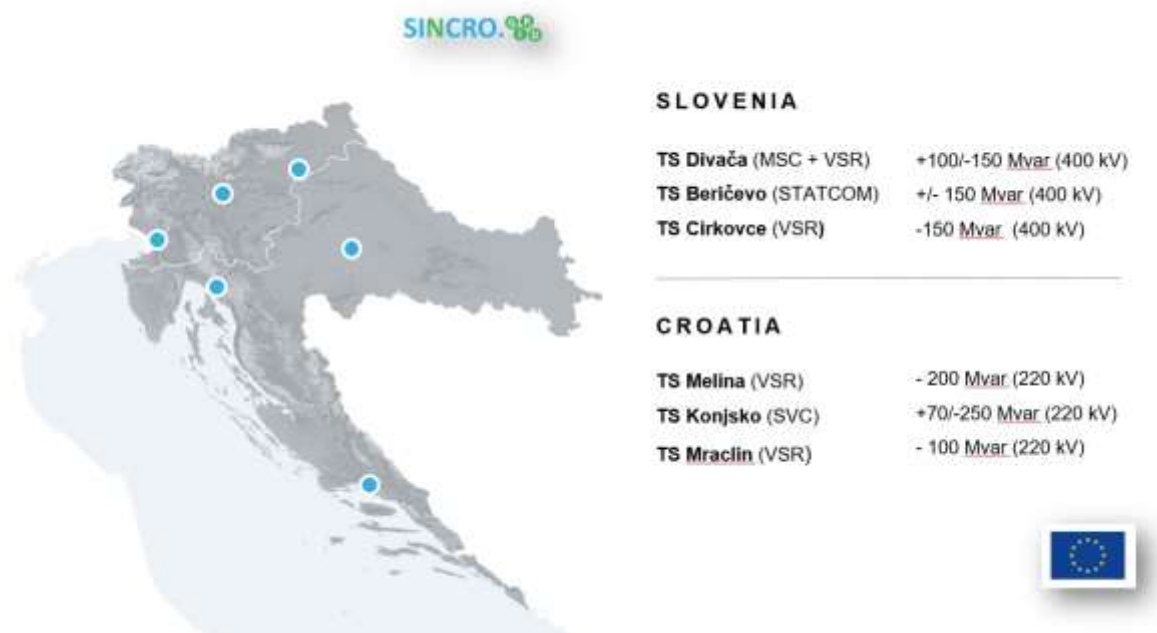 SINCRO.
SLOVENIA
TS Divača (MSC + VSR) +100/-150 Mvar (400 kV)
TS Beričevo (STATCOM) +/- 150 Mvar (400 kV)
TS Cirkovce (VSR) -150 Mvar (400 kV)
CROATIA
TS Melina (VSR) - 200 Mvar (220 kV)
TS Konjsko (SVC) +70/-250 Mvar (220 kV)
TS Mraclin (VSR) - 100 Mvar (220 kV)